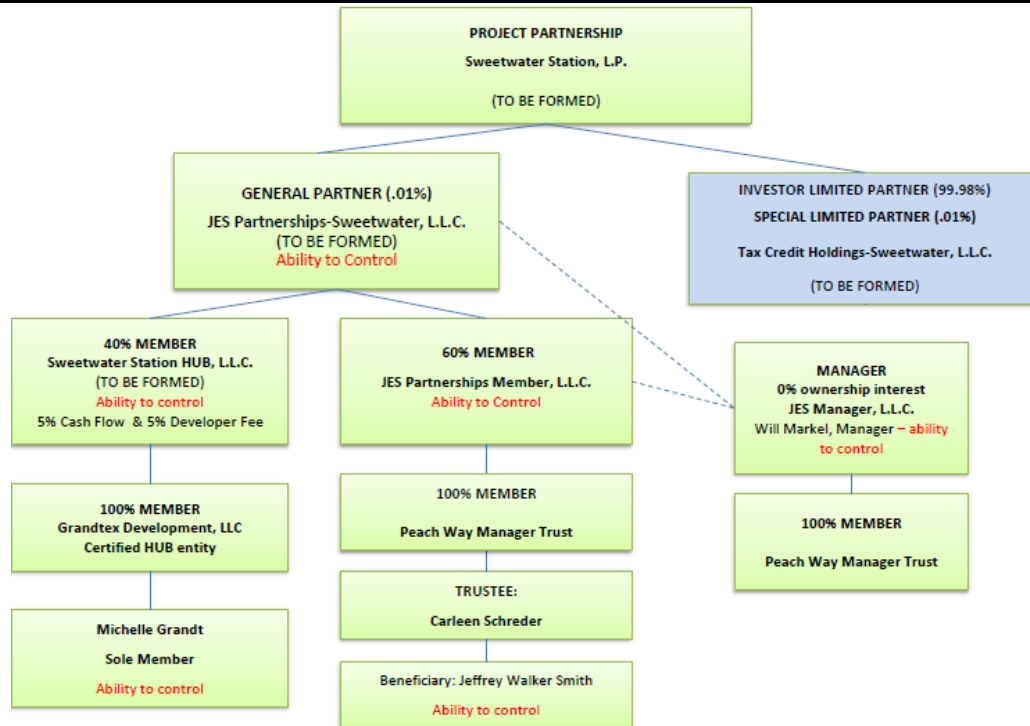 PROJECT PARTNERSHIP
Sweetwater Station, L.P.
(TO BE FORMED)
GENERAL PARTNER (.01%)
JES Partnerships-Sweetwater, L.L.C.
(TO BE FORMED)
Ability to Control
INVESTOR LIMITED PARTNER (99.98%)
SPECIAL LIMITED PARTNER (.01%)
Tax Credit Holdings-Sweetwater, L.L.C.
(TO BE FORMED)
40% MEMBER
Sweetwater Station HUB, L.L.C.
(TO BE FORMED)
Ability to control
5% Cash Flow & 5% Developer Fee
60% MEMBER
JES Partnerships Member, L.L.C.
Ability to Control
MANAGER
0% ownership interest
JES Manager, L.L.C.
Will Markel, Manager – ability
to control
100% MEMBER
Grandtex Development, LLC
Certified HUB entity
100% MEMBER
Peach Way Manager Trust
100% MEMBER
Peach Way Manager Trust
Michelle Grandt
Sole Member
Ability to control
TRUSTEE:
Carleen Schreder
Beneficiary: Jeffrey Walker Smith
Ability to control